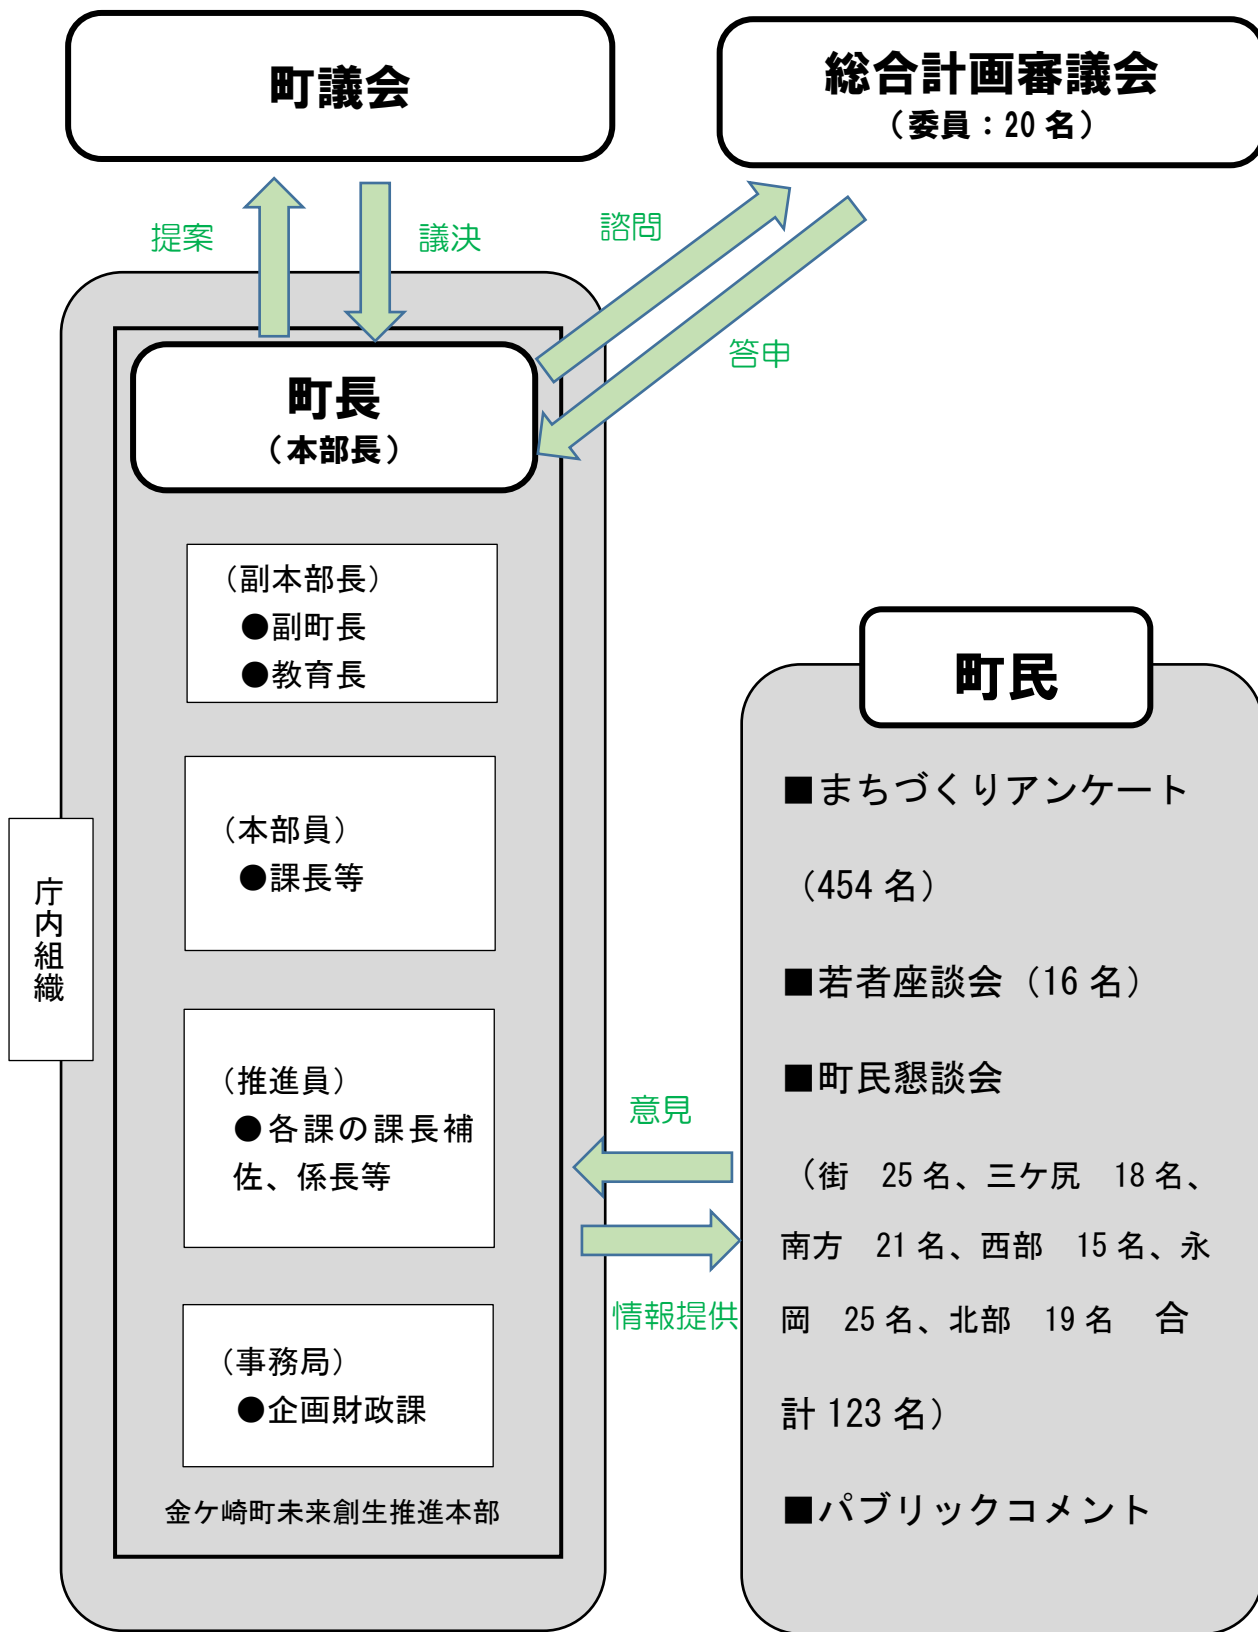 町議会
総合計画審議会
（委員：20 名）
提案
議決
諮問
答申
町長
（本部長）
（副本部長）
●副町長
●教育長
（本部員）
●課長等
（推進員）
●各課の課長補
佐、係長等
（事務局）
●企画財政課
金ケ崎町未来創生推進本部
庁内組織
意見
情報提供
町民
■まちづくりアンケート
（454 名）
■若者座談会（16 名）
■町民懇談会
（街　25 名、三ケ尻　18 名、
南方　21 名、西部　15 名、永
岡　25 名、北部　19 名　合
計 123 名）
■パブリックコメント